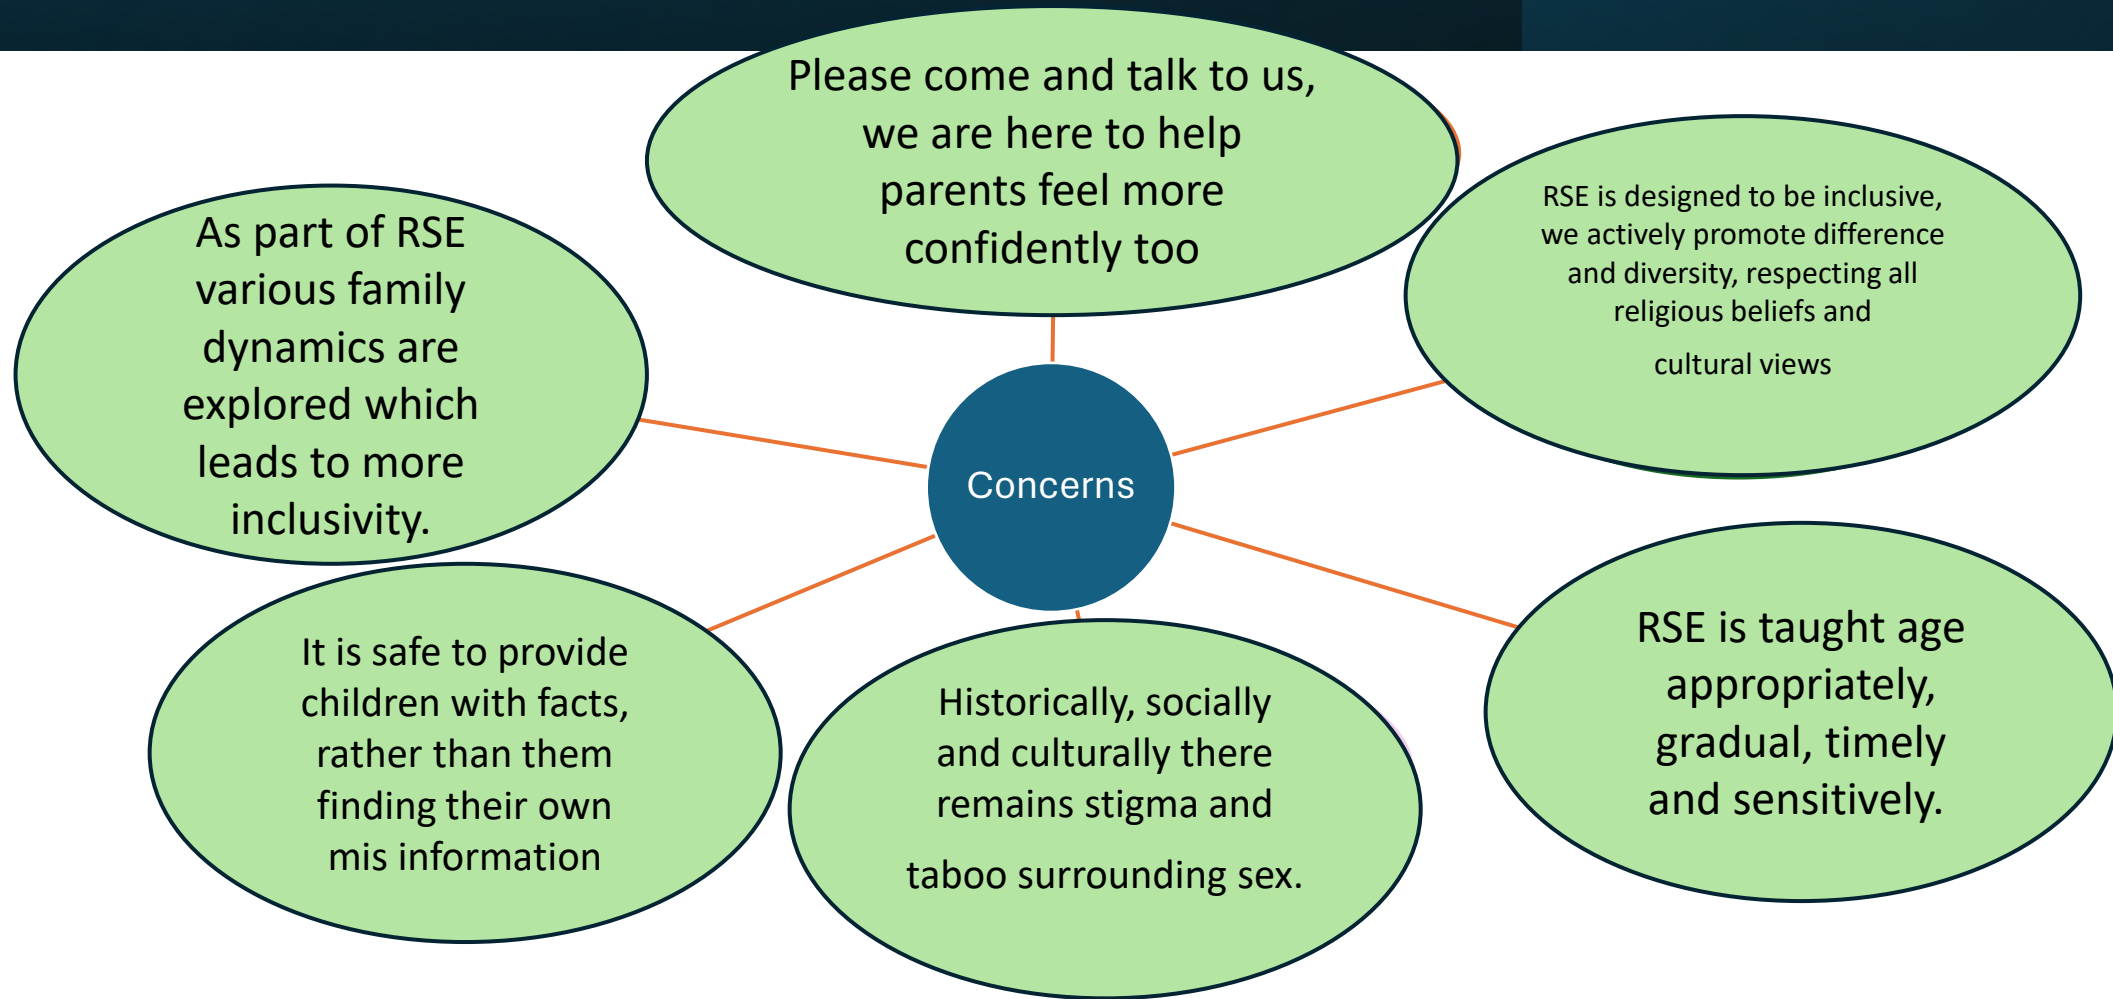 Please come and talk to us,
we are here to help
parents feel more
confidently too
RSE is designed to be inclusive,
we actively promote difference
and diversity, respecting all
religious beliefs and
cultural views
As part of RSE
various family
dynamics are
explored which
leads to more
inclusivity.
Concerns
RSE is taught age
appropriately,
gradual, timely
and sensitively.
It is safe to provide
children with facts,
rather than them
finding their own
mis information
Historically, socially
and culturally there
remains stigma and
taboo surrounding sex.